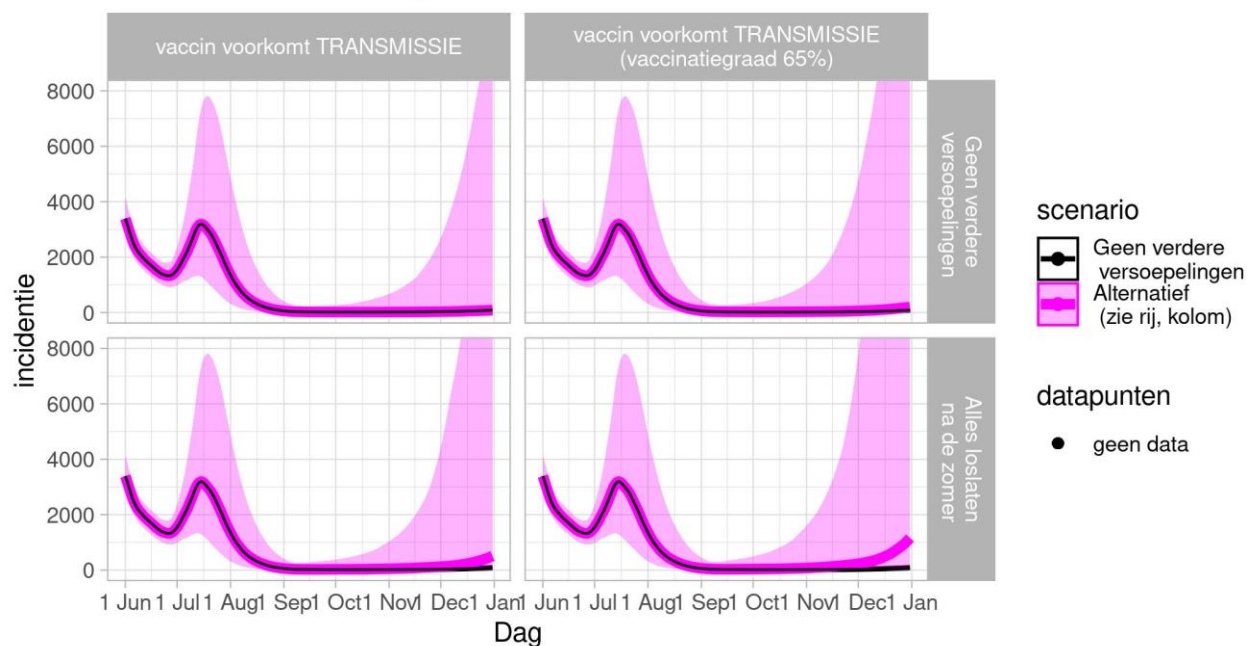 vaccin voorkomt TRANSMISSIE
vaccin voorkomt TRANSMISSIE
(vaccinatiegraad 65%)
8000
6000
4000
2000
0
Geen verdere
versoepelingen
8000
6000
4000
2000
0
Alles loslaten
na de zomer
incidentie
1 Jun 1 Jul 1 Aug 1 Sep 1 Oct 1 Nov 1 Dec 1 Jan
1 Jun 1 Jul 1 Aug 1 Sep 1 Oct 1 Nov 1 Dec 1 Jan
Dag
scenario
Geen verdere
versoepelingen
Alternatief
(zie rij, kolom)
datapunten
geen data